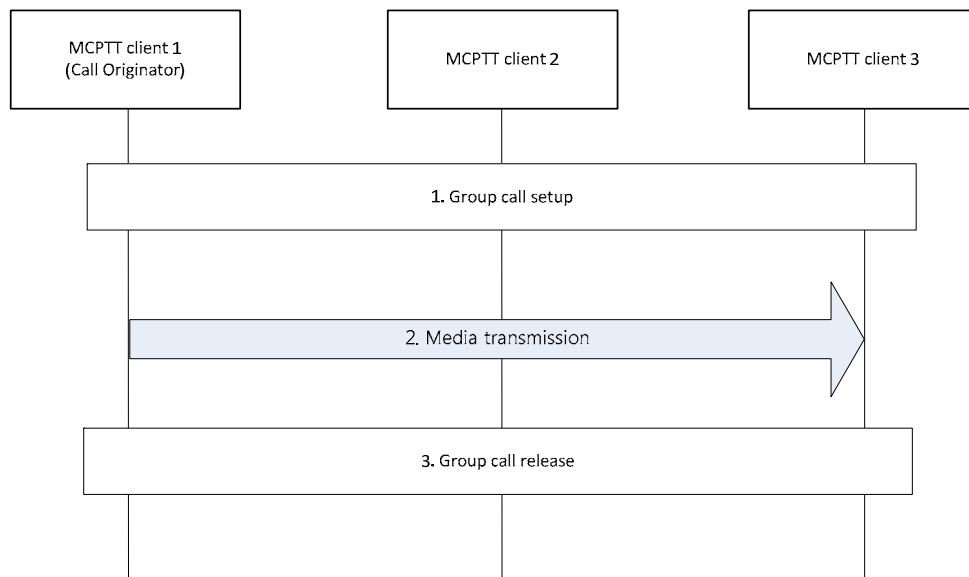 MCPTT client 1
(Call Originator)
MCPTT client 2
MCPTT client 3
1. Group call setup
2. Media transmission
3. Group call release